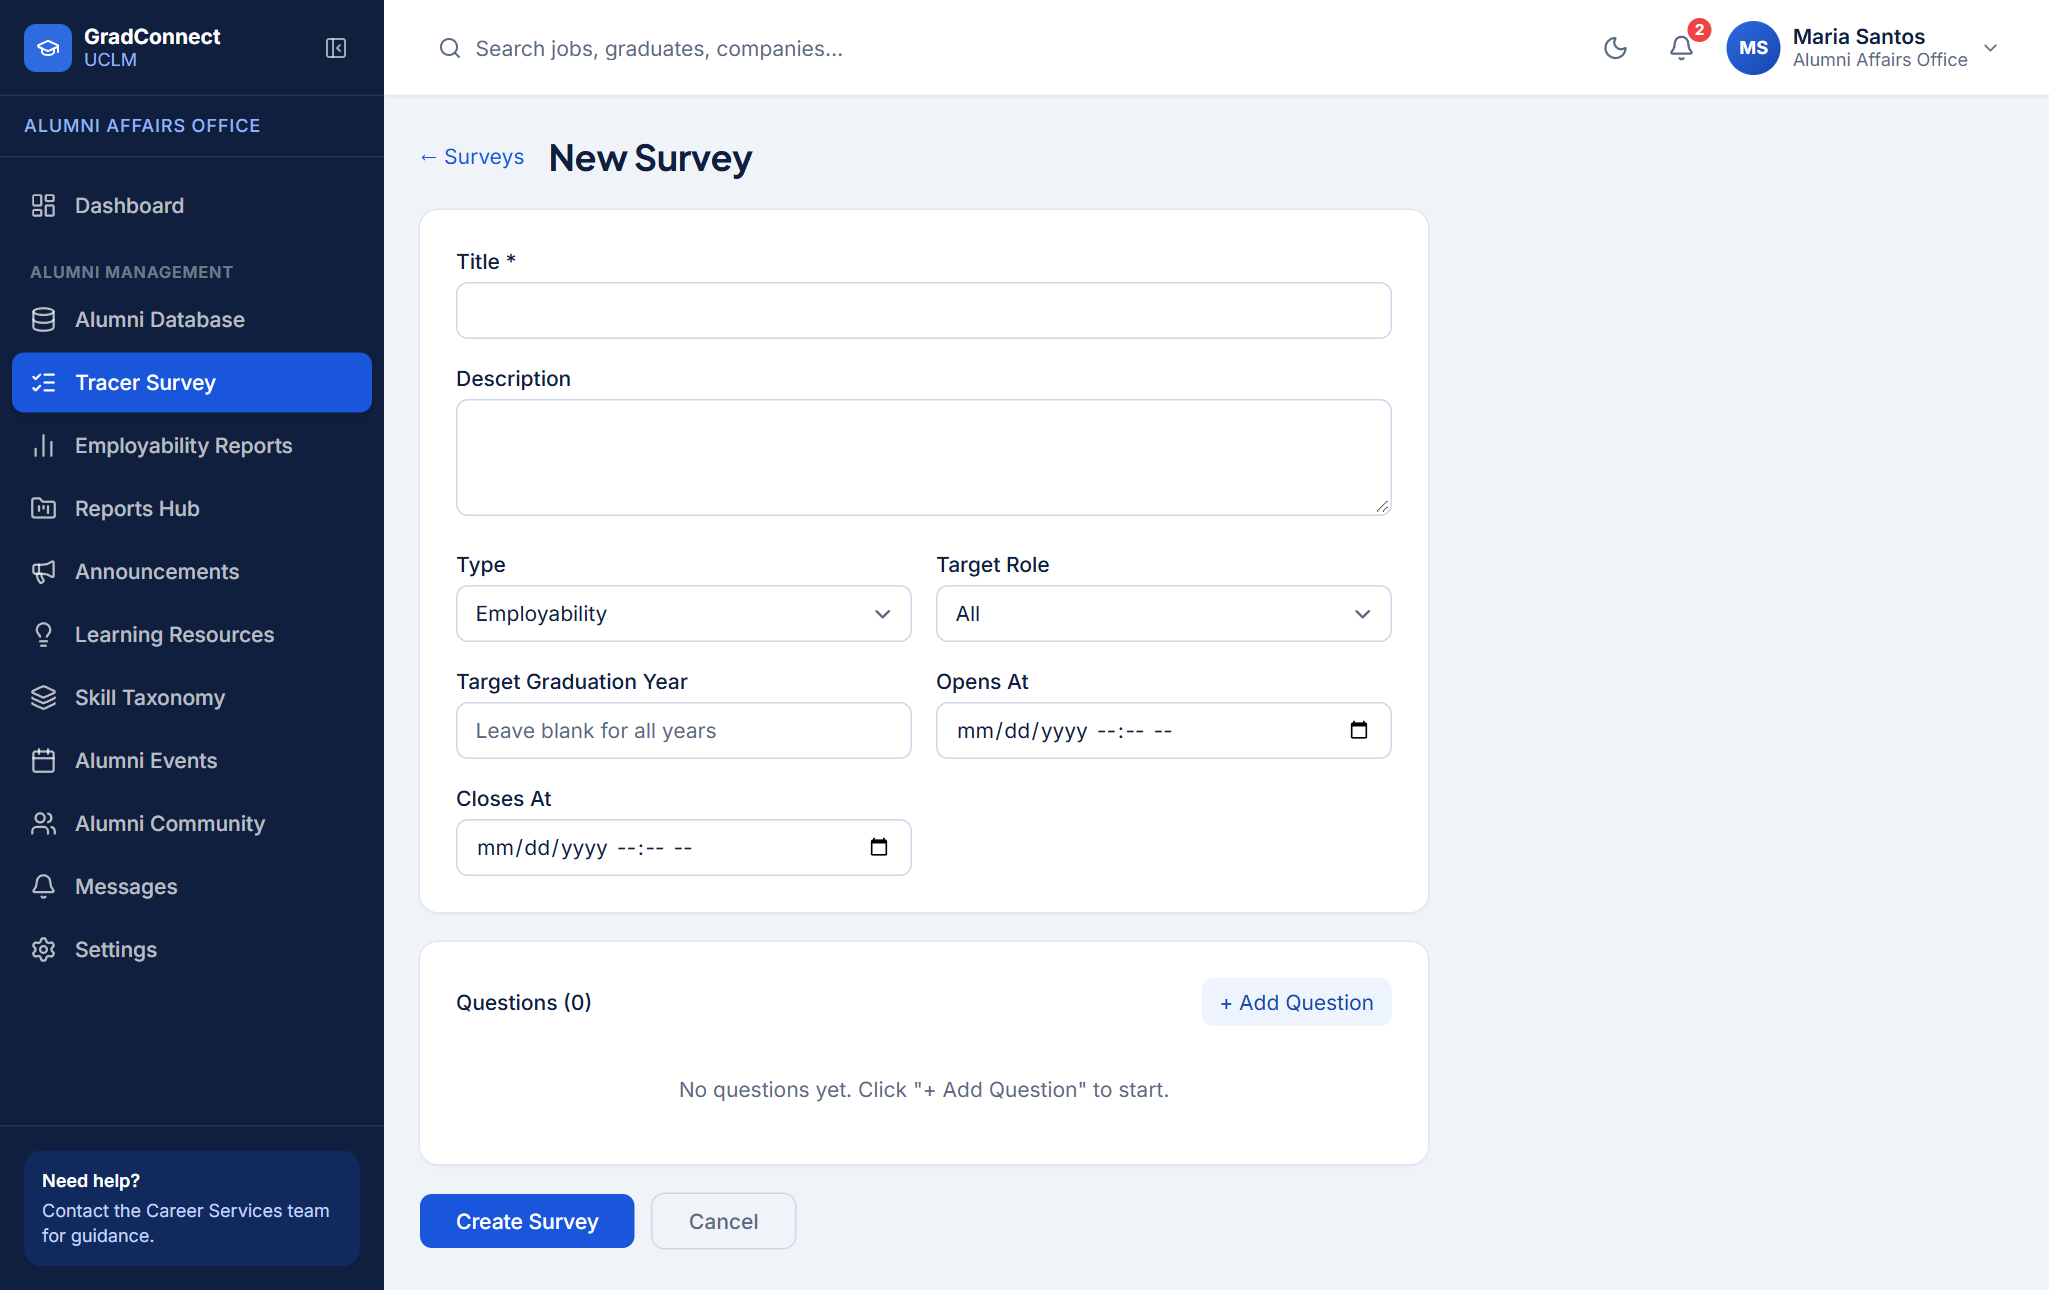 GradConnect
UCLM
ALUMNI AFFAIRS OFFICE
Dashboard
ALUMNI MANAGEMENT
Alumni Database
Tracer Survey
Employability Reports
Reports Hub
Announcements
Learning Resources
Skill Taxonomy
Alumni Events
Alumni Community
Messages
Settings
Need help?
Contact the Career Services team
for guidance.
Search jobs, graduates, companies...
2
MS
Maria Santos
Alumni Affairs Office
← Surveys
New Survey
Title *
Description
Type
Target Role
Employability
All
Target Graduation Year
Opens At
Leave blank for all years
mm/dd/yyyy --:-- --
Closes At
mm/dd/yyyy --:-- --
Questions (0)
+ Add Question
No questions yet. Click "+ Add Question" to start.
Create Survey
Cancel